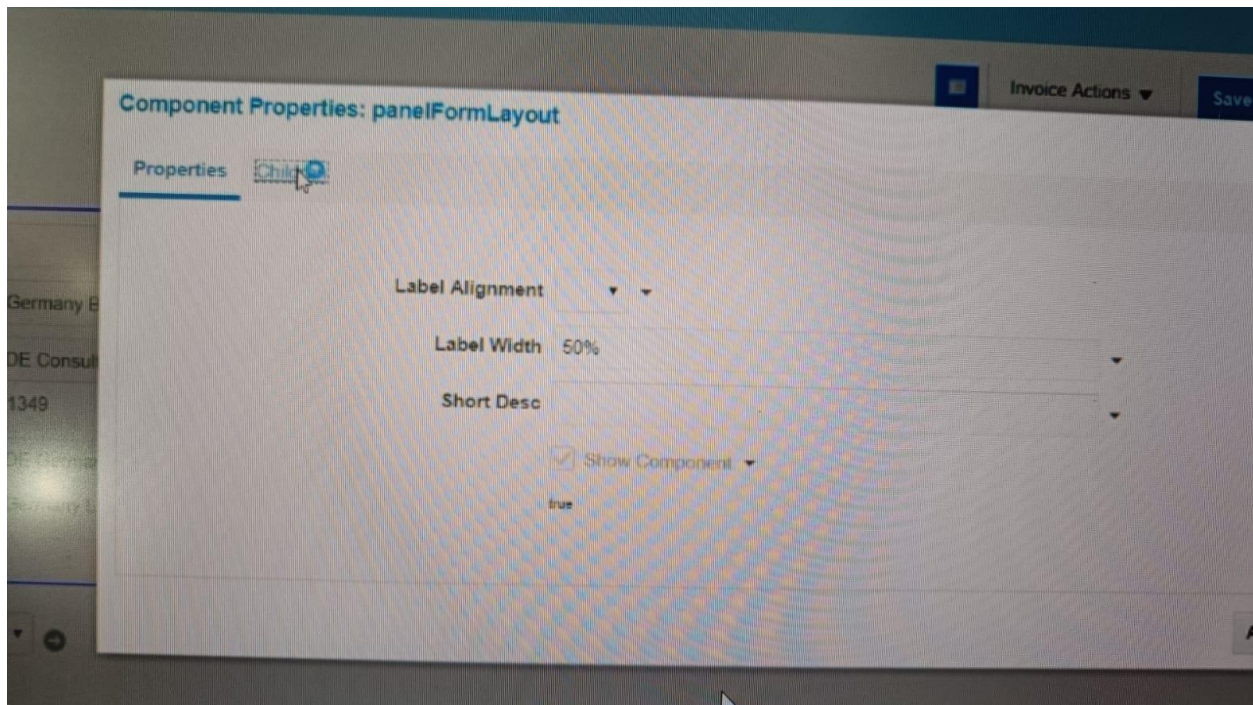 Invoice Actions
Save
Component Properties: panelFormLayout
Properties
Label Alignment
Germany
Label Width 50%
DE Consul
Short Desc
1349
Show Component
true